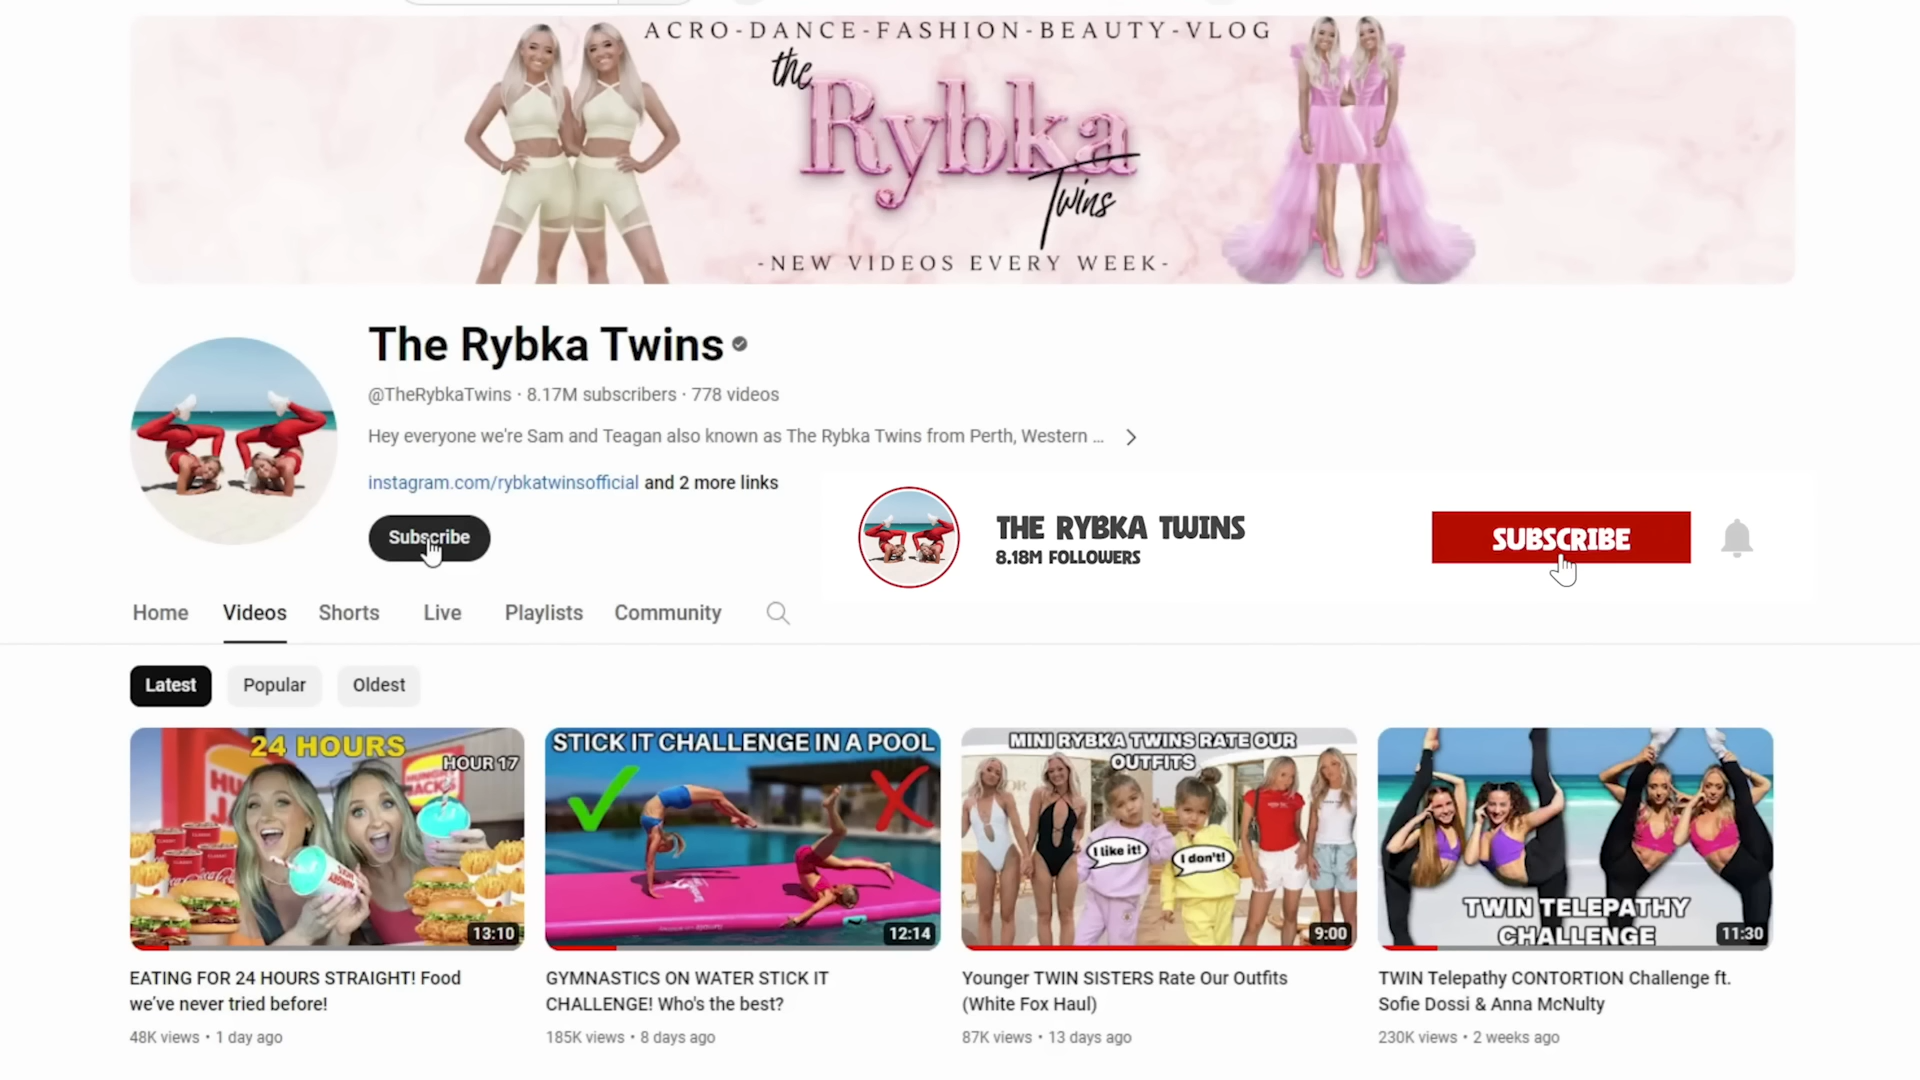 ACRO-DANCE-FASHION-BEAUTY-VLOG
the
Rybka
Twins
-NEW VIDEOS EVERY WEEK-
The Rybka Twins
@TheRybkaTwins · 8.17M subscribers · 778 videos
Hey everyone we're Sam and Teagan also known as The Rybka Twins from Perth, Western ...
instagram.com/rybkatwinsofficial and 2 more links
Subscribe
THE RYBKA TWINS
8.18M FOLLOWERS
SUBSCRIBE
Home Videos Shorts Live Playlists Community
Latest Popular Oldest
24 HOURS
HOUR 17
HUNGRY
JACK'S
13:10
STICK IT CHALLENGE IN A POOL
12:14
MINI RYBKA TWINS RATE OUR
OUTFITS
I like it!
I don't!
9:00
TWIN TELEPATHY
CHALLENGE
11:30
EATING FOR 24 HOURS STRAIGHT! Food
we've never tried before!
48K views • 1 day ago
GYMNASTICS ON WATER STICK IT
CHALLENGE! Who's the best?
185K views • 8 days ago
Younger TWIN SISTERS Rate Our Outfits
(White Fox Haul)
87K views • 13 days ago
TWIN Telepathy CONTORTION Challenge ft.
Sofie Dossi & Anna McNulty
230K views • 2 weeks ago